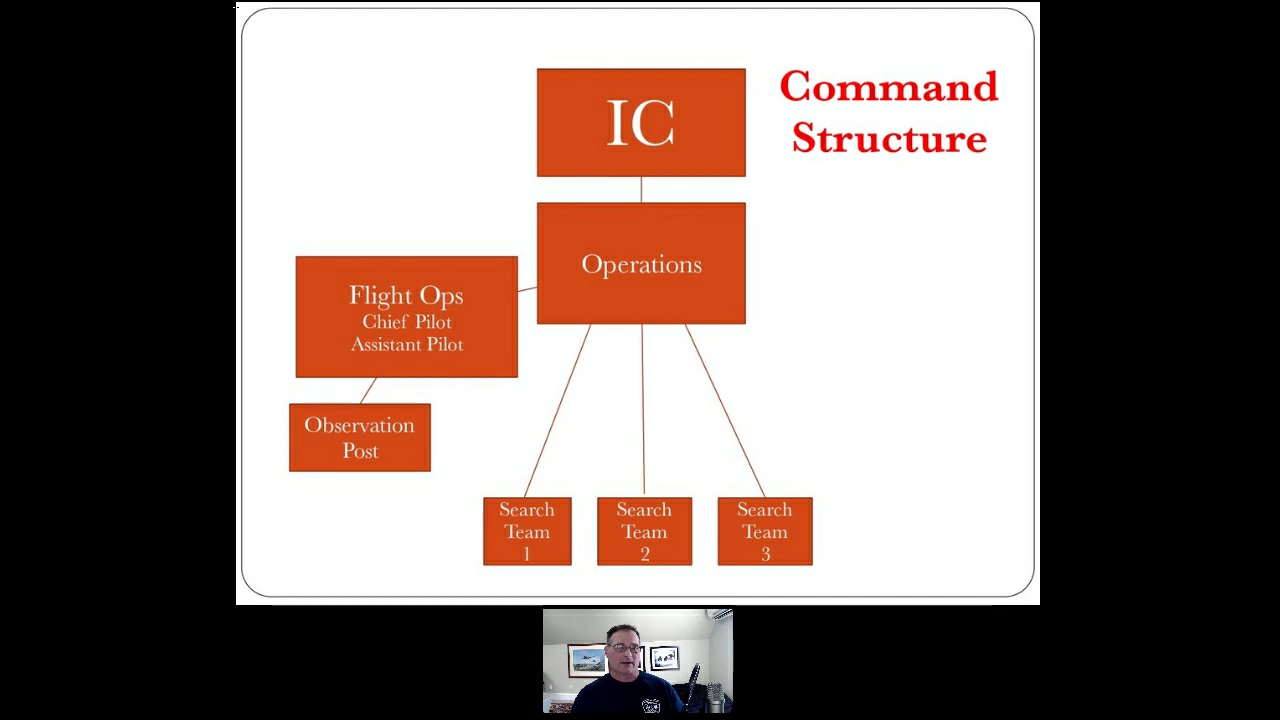 Command
Structure
IC
Operations
Flight Ops
Chief Pilot
Assistant Pilot
Observation
Post
Search
Team
1
Search
Team
2
Search
Team
3